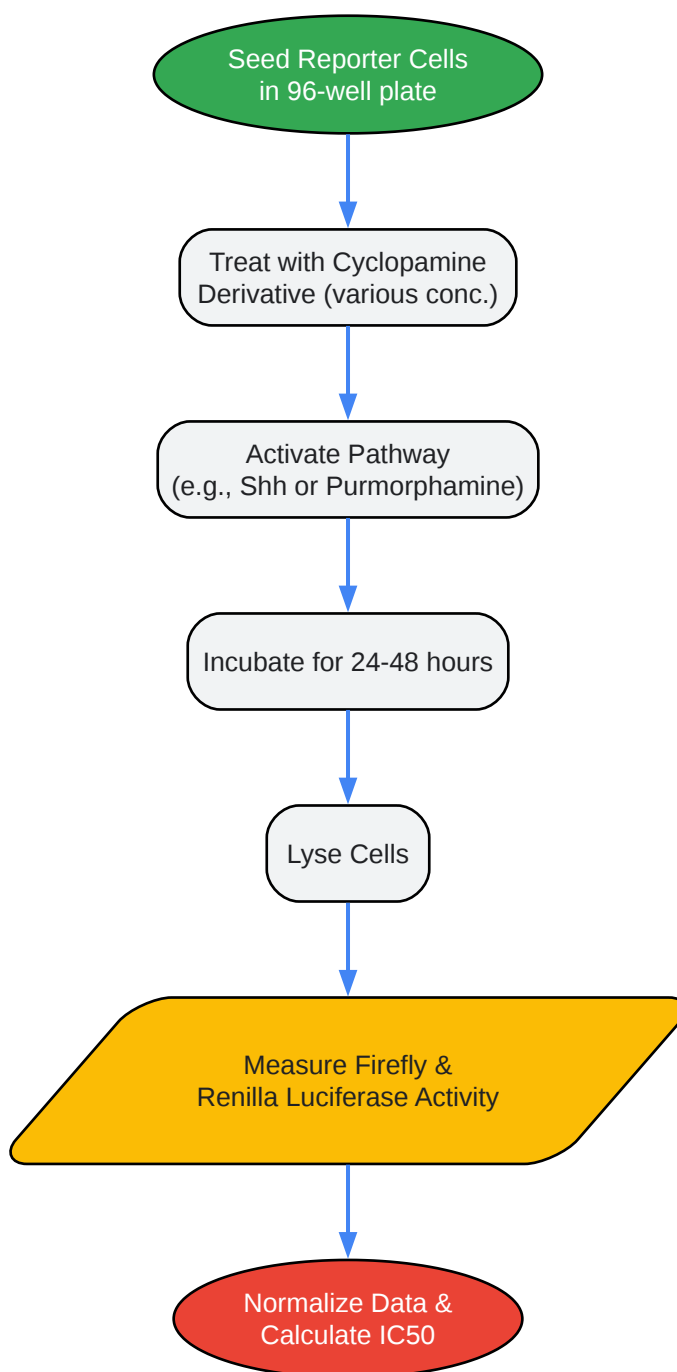 Seed Reporter Cells
in 96-well plate
Treat with Cyclopamine
Derivative (various conc.)
Activate Pathway
(e.g., Shh or Purmorphamine)
Incubate for 24-48 hours
Lyse Cells
Measure Firefly &
Renilla Luciferase Activity
Normalize Data &
Calculate IC50